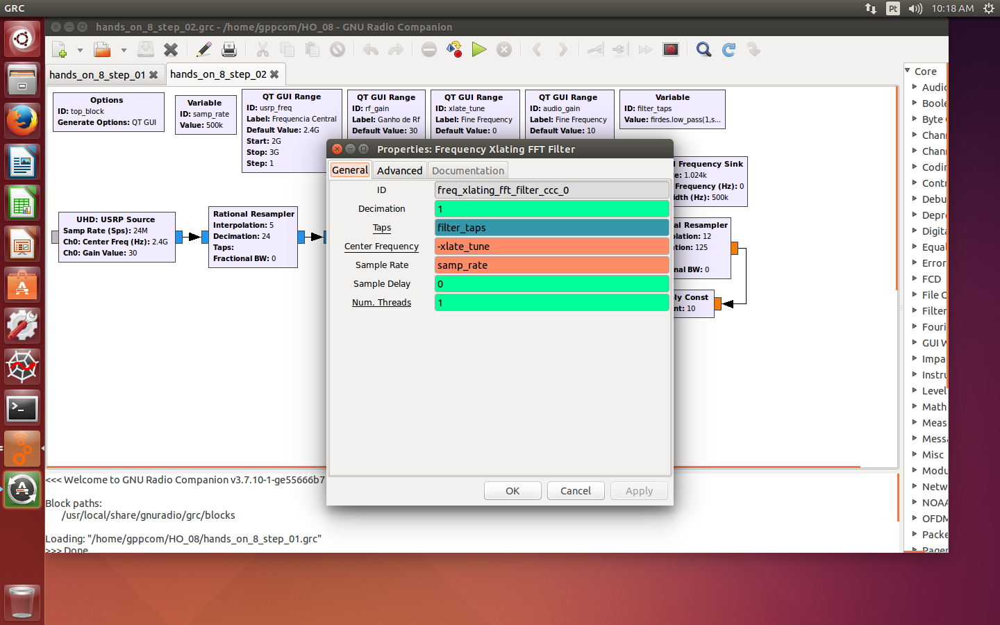 GRC
Pt
10:18 AM
hands_on_8_step_02.grc - /home/gppcom/HO_08 - GNU Radio Companion
hands_on_8_step_01
hands_on_8_step_02
Options
ID: top_block
Generate Options: QT GUI
Variable
ID: samp_rate
Value: 500k
QT GUI Range
ID: usrp_freq
Label: Frequencia Central
Default Value: 2.4G
Start: 2G
Stop: 3G
Step: 1
QT GUI Range
ID: rf_gain
Label: Ganho de Rf
Default Value: 30
QT GUI Range
ID: xlate_tune
Label: Fine Frequency
Default Value: 0
QT GUI Range
ID: audio_gain
Label: Fine Frequency
Default Value: 10
Variable
ID: filter_taps
Value: firdes.low_pass(1,s...
UHD: USRP Source
Samp Rate (Sps): 24M
Ch0: Center Freq (Hz): 2.4G
Ch0: Gain Value: 30
Rational Resampler
Interpolation: 5
Decimation: 24
Taps:
Fractional BW: 0
Frequency Sink
e: 1.024k
Frequency (Hz): 0
idth (Hz): 500k
al Resampler
olation: 12
ation: 125
nal BW: 0
ly Const
nt: 10
Properties: Frequency Xlating FFT Filter
General
Advanced
Documentation
ID
freq_xlating_fft_filter_ccc_0
Decimation
1
Taps
filter_taps
Center Frequency
-xlate_tune
Sample Rate
samp_rate
Sample Delay
0
Num. Threads
1
OK
Cancel
Apply
Core
Audio
Boole
Byte
Chan
Chan
Codin
Contr
Debu
Depre
Digita
Equal
Error
FCD
File O
Filter
Fouri
GUI W
Impa
Instru
Level
Math
Meas
Messa
Misc
Modu
Netw
NOAA
OFDM
Packe
Pager
<<< Welcome to GNU Radio Companion v3.7.10-1-ge55666b7
Block paths:
/usr/local/share/gnuradio/grc/blocks
Loading: "/home/gppcom/HO_08/hands_on_8_step_01.grc"
>>> Done